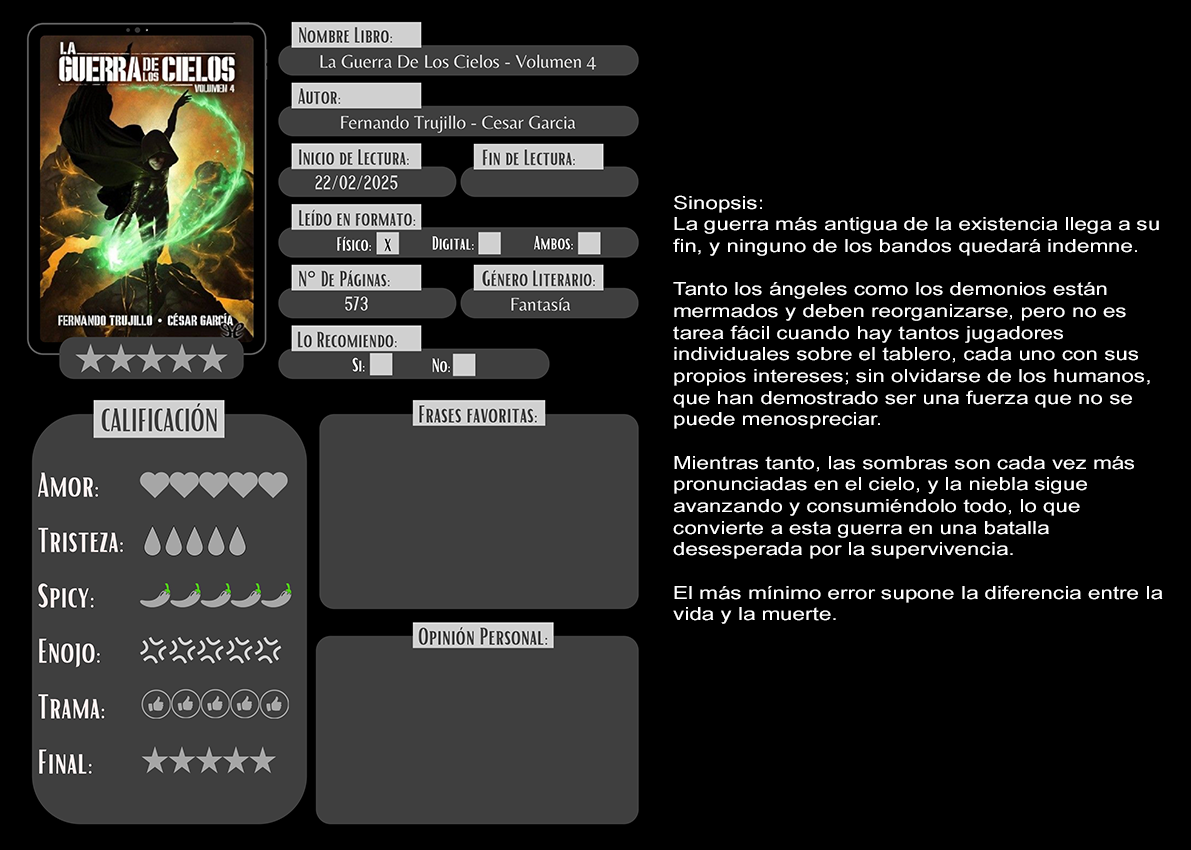 LA
GUERRA DE LOS CIELOS
VOLUMEN 4
FERNANDO TRUJILLO • CÉSAR GARCÍA
Nombre Libro:
La Guerra De Los Cielos - Volumen 4
Autor:
Fernando Trujillo - Cesar Garcia
Inicio de Lectura:
22/02/2025
Fin de Lectura:
Leído en formato:
Físico: X Digital: Ambos:
N° De Páginas:
573
Género Literario:
Fantasía
Lo Recomiendo:
Si: No:
CALIFICACIÓN
Amor:
Tristeza:
Spicy:
Enojo:
Trama:
Final:
Frases favoritas:
Opinión Personal:
Sinopsis:
La guerra más antigua de la existencia llega a su
fin, y ninguno de los bandos quedará indemne.
Tanto los ángeles como los demonios están
mermados y deben reorganizarse, pero no es
tarea fácil cuando hay tantos jugadores
individuales sobre el tablero, cada uno con sus
propios intereses; sin olvidarse de los humanos,
que han demostrado ser una fuerza que no se
puede menospreciar.
Mientras tanto, las sombras son cada vez más
pronunciadas en el cielo, y la niebla sigue
avanzando y consumiéndolo todo, lo que
convierte a esta guerra en una batalla
desesperada por la supervivencia.
El más mínimo error supone la diferencia entre la
vida y la muerte.